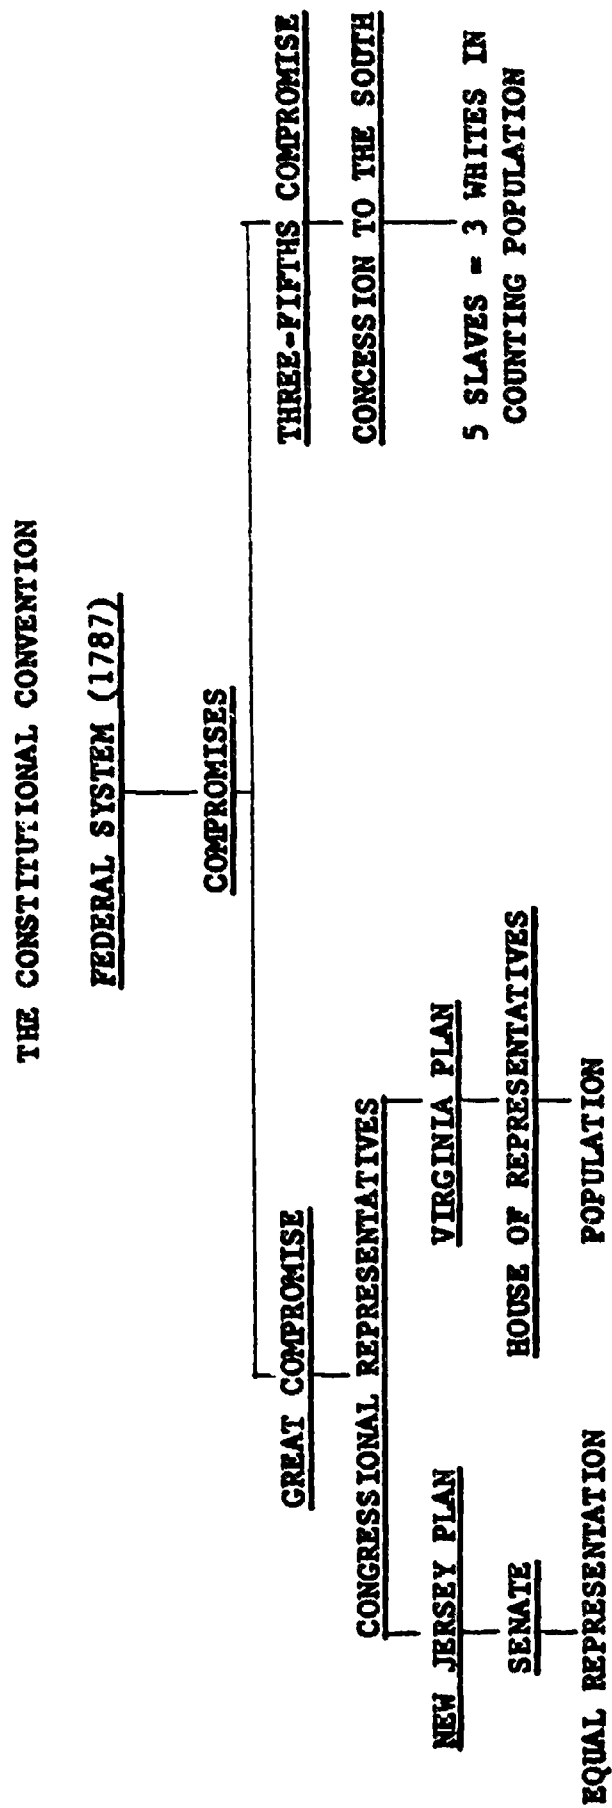 THE CONSTITUTIONAL CONVENTION
FEDERAL SYSTEM (1787)
COMPROMISES
GREAT COMPROMISE
THREE-FIFTHS COMPROMISE
CONGRESSIONAL REPRESENTATIVES
CONCESSION TO THE SOUTH
NEW JERSEY PLAN
VIRGINIA PLAN
5 SLAVES = 3 WHITES IN
COUNTING POPULATION
SENATE
HOUSE OF REPRESENTATIVES
EQUAL REPRESENTATION
POPULATION